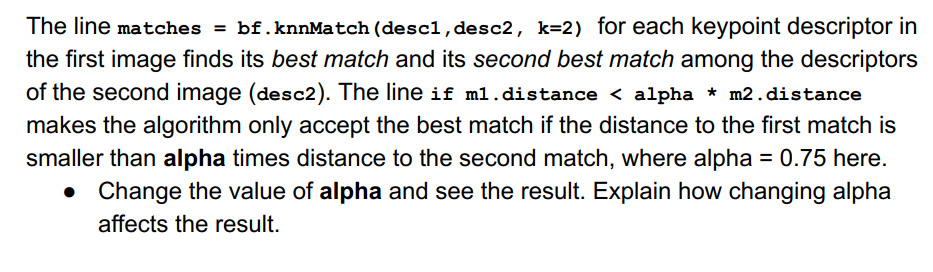 The line matches = bf.knnMatch(desc1,desc2, k=2) for each keypoint descriptor in
the first image finds its best match and its second best match among the descriptors
of the second image (desc2). The line if m1.distance < alpha * m2.distance
makes the algorithm only accept the best match if the distance to the first match is
smaller than alpha times distance to the second match, where alpha = 0.75 here.
● Change the value of alpha and see the result. Explain how changing alpha
affects the result.